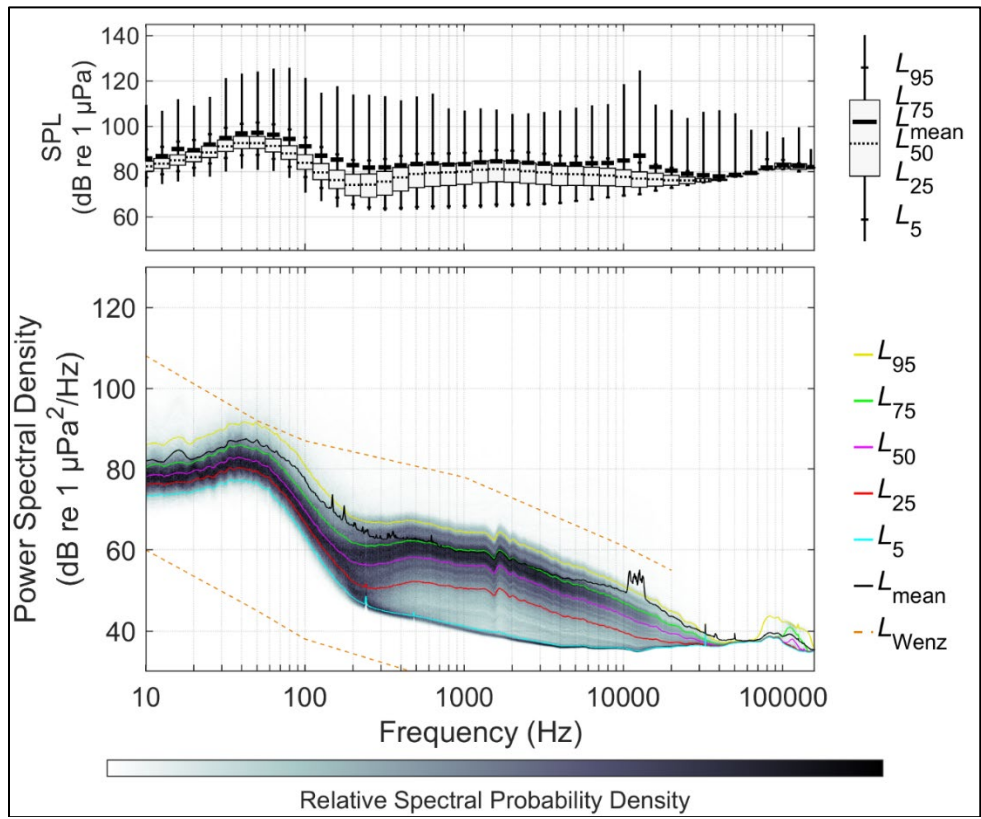 140
120
100
80
60
SPL
(dB re 1 µPa)
L95
L75
Lmean
L50
L25
L5
120
100
80
60
40
Power Spectral Density
(dB re 1 µPa²/Hz)
10
100
1000
10000
100000
Frequency (Hz)
L95
L75
L50
L25
L5
Lmean
LWenz
Relative Spectral Probability Density